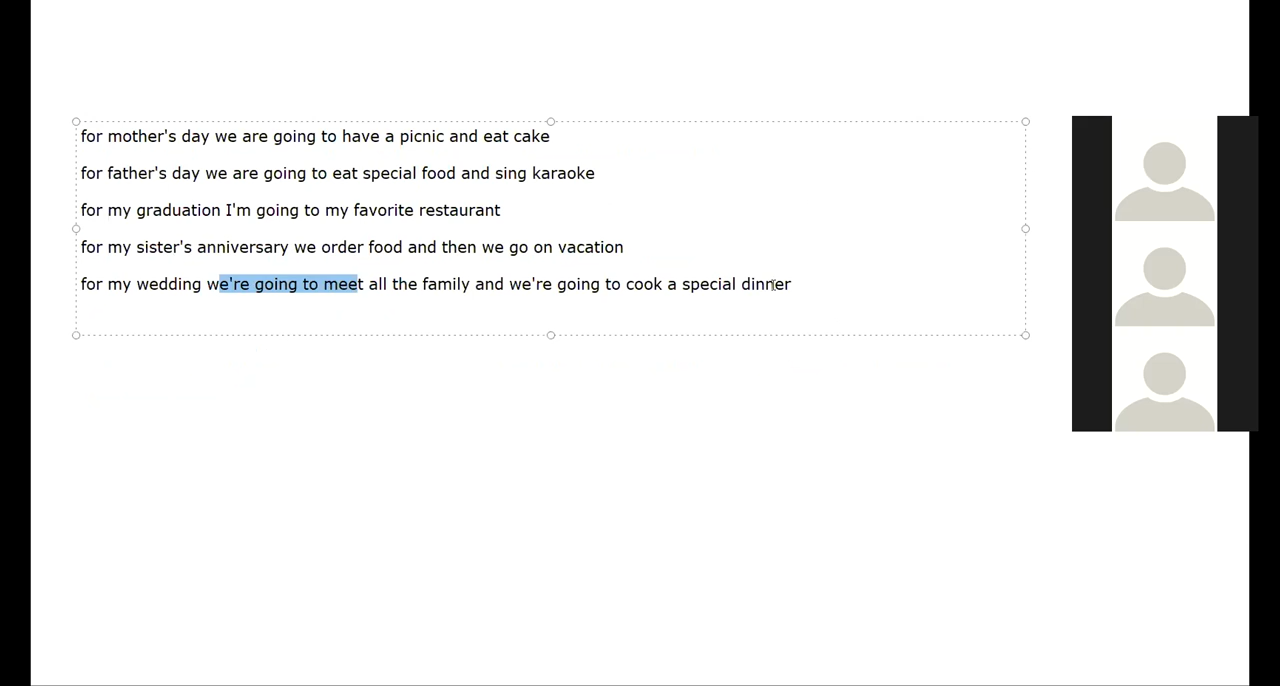 for mother's day we are going to have a picnic and eat cake
for father's day we are going to eat special food and sing karaoke
for my graduation I'm going to my favorite restaurant
for my sister's anniversary we order food and then we go on vacation
for my wedding we're going to meet all the family and we're going to cook a special dinner